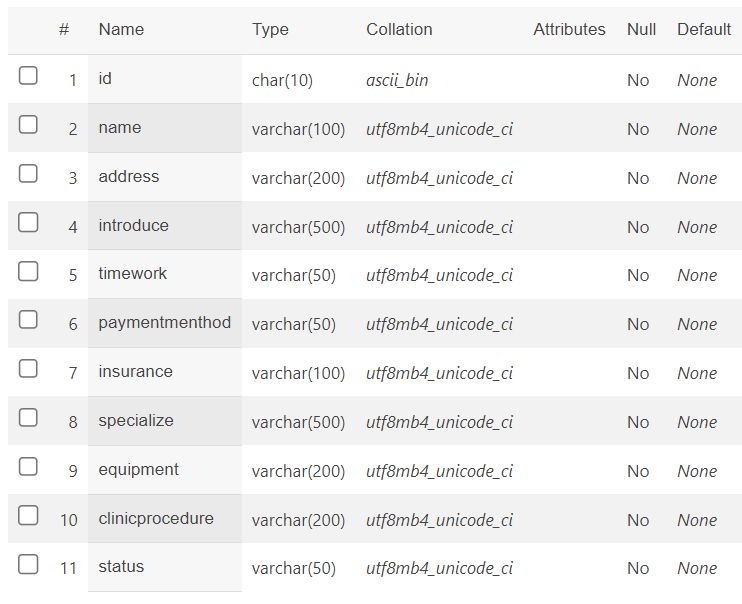 # Name Type Collation Attributes Null Default
1 id char(10) ascii_bin No None
2 name varchar(100) utf8mb4_unicode_ci No None
3 address varchar(200) utf8mb4_unicode_ci No None
4 introduce varchar(500) utf8mb4_unicode_ci No None
5 timework varchar(50) utf8mb4_unicode_ci No None
6 paymentmenthod varchar(50) utf8mb4_unicode_ci No None
7 insurance varchar(100) utf8mb4_unicode_ci No None
8 specialize varchar(500) utf8mb4_unicode_ci No None
9 equipment varchar(200) utf8mb4_unicode_ci No None
10 clinicprocedure varchar(200) utf8mb4_unicode_ci No None
11 status varchar(50) utf8mb4_unicode_ci No None